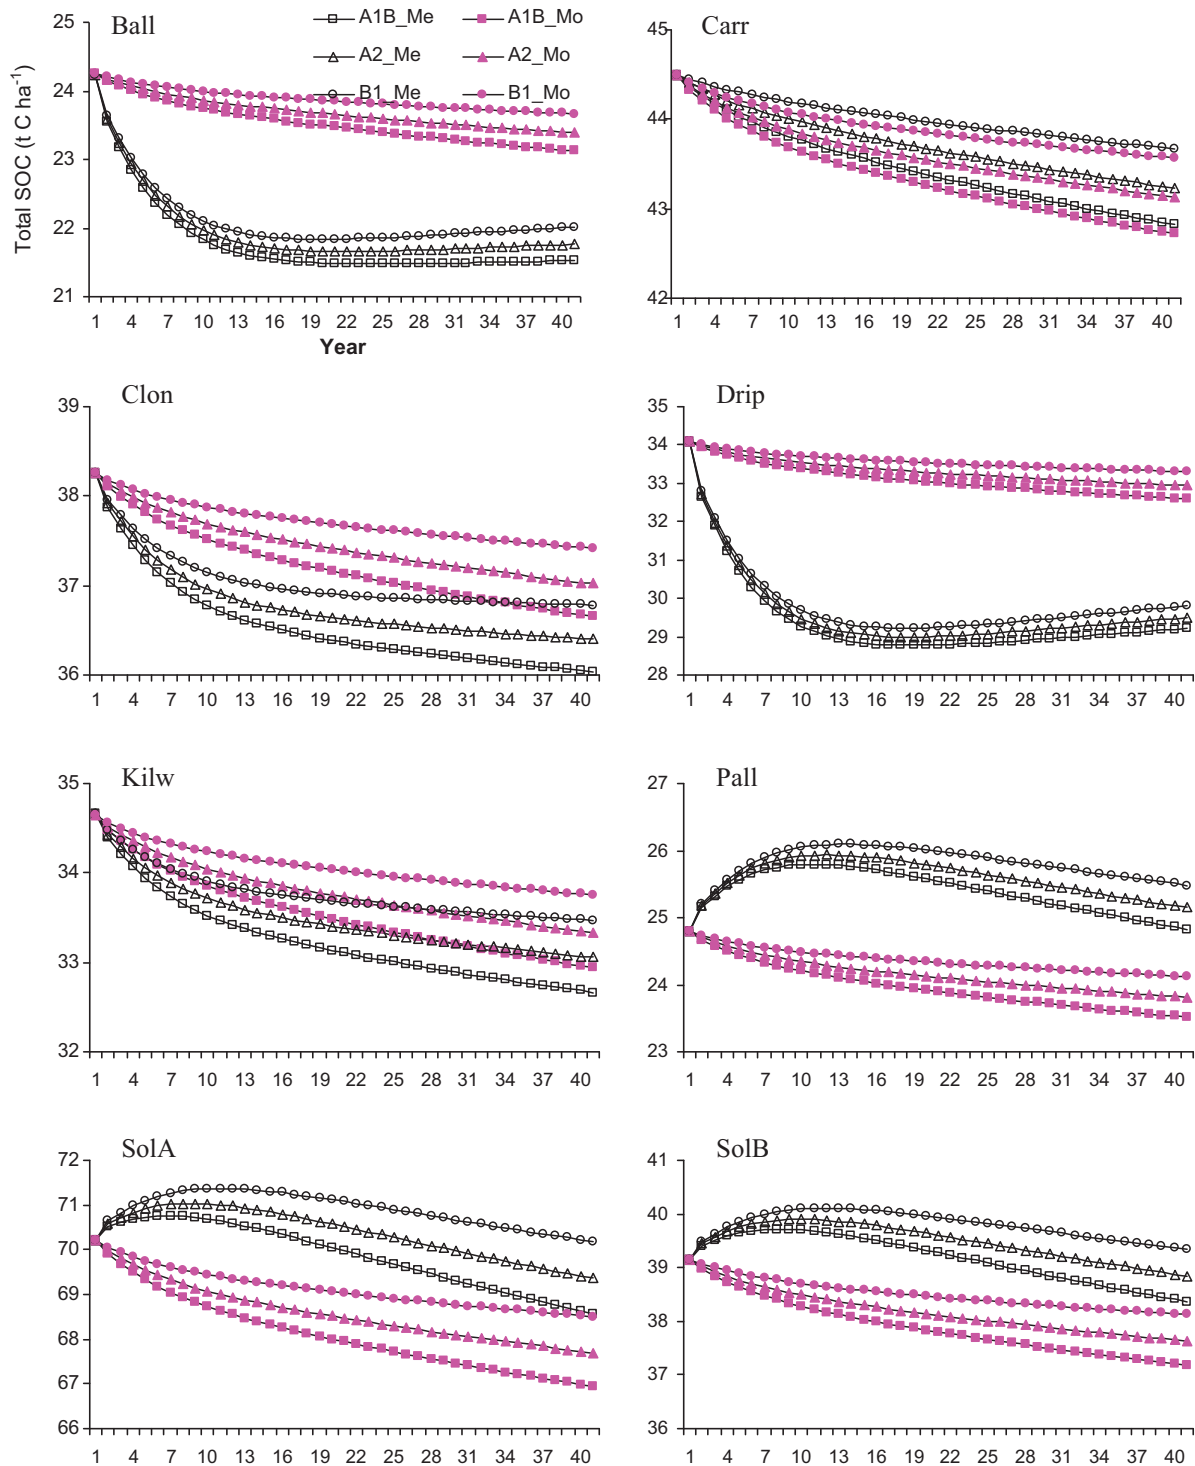 Ball
A1B_Me
A1B_Mo
A2_Me
A2_Mo
B1_Me
B1_Mo
Total SOC (t C ha⁻¹)
25
24
23
22
21
1 4 7 10 13 16 19 22 25 28 31 34 37 40
Year
Carr
45
44
43
42
1 4 7 10 13 16 19 22 25 28 31 34 37 40
Clon
39
38
37
36
1 4 7 10 13 16 19 22 25 28 31 34 37 40
Drip
35
34
33
32
31
30
29
28
1 4 7 10 13 16 19 22 25 28 31 34 37 40
Kilw
35
34
33
32
1 4 7 10 13 16 19 22 25 28 31 34 37 40
Pall
27
26
25
24
23
1 4 7 10 13 16 19 22 25 28 31 34 37 40
SolA
72
71
70
69
68
67
66
1 4 7 10 13 16 19 22 25 28 31 34 37 40
SolB
41
40
39
38
37
36
1 4 7 10 13 16 19 22 25 28 31 34 37 40